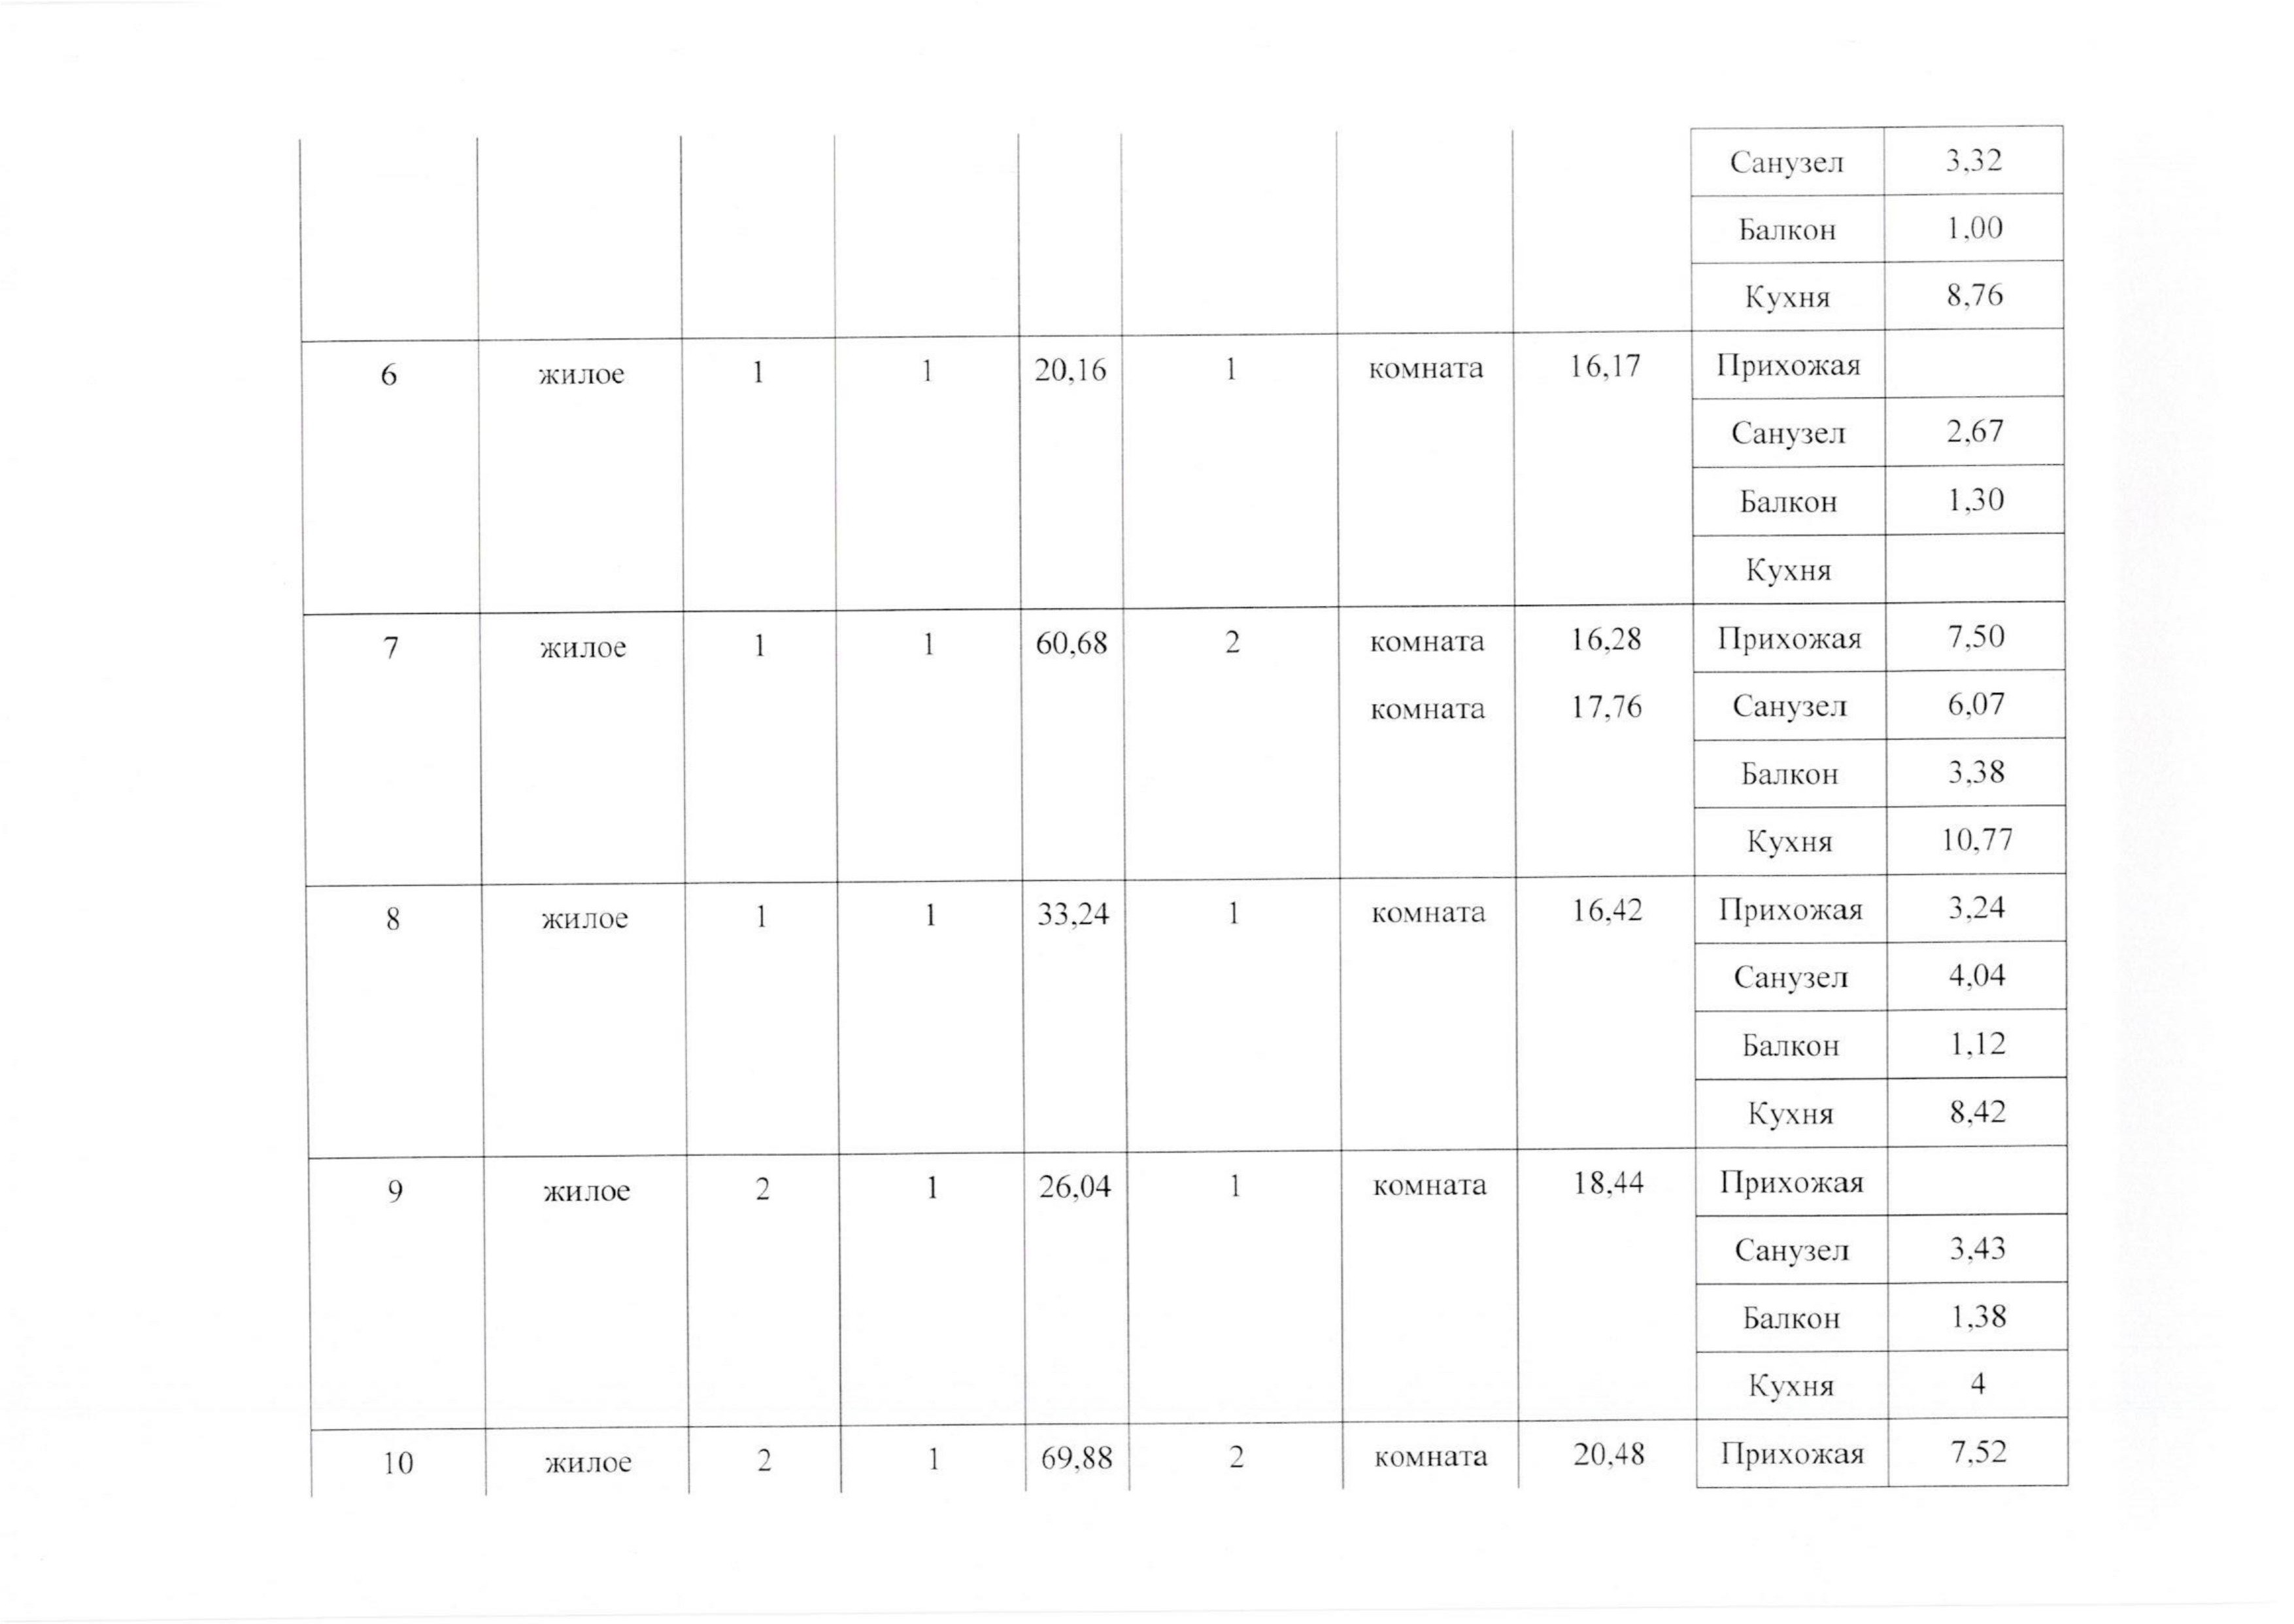 Санузел 3,32
Балкон 1,00
Кухня 8,76
6 жилое 1 1 20,16 1 комната 16,17 Прихожая
Санузел 2,67
Балкон 1,30
Кухня
7 жилое 1 1 60,68 2 комната 16,28 Прихожая 7,50
комната 17,76 Санузел 6,07
Балкон 3,38
Кухня 10,77
8 жилое 1 1 33,24 1 комната 16,42 Прихожая 3,24
Санузел 4,04
Балкон 1,12
Кухня 8,42
9 жилое 2 1 26,04 1 комната 18,44 Прихожая
Санузел 3,43
Балкон 1,38
Кухня 4
10 жилое 2 1 69,88 2 комната 20,48 Прихожая 7,52